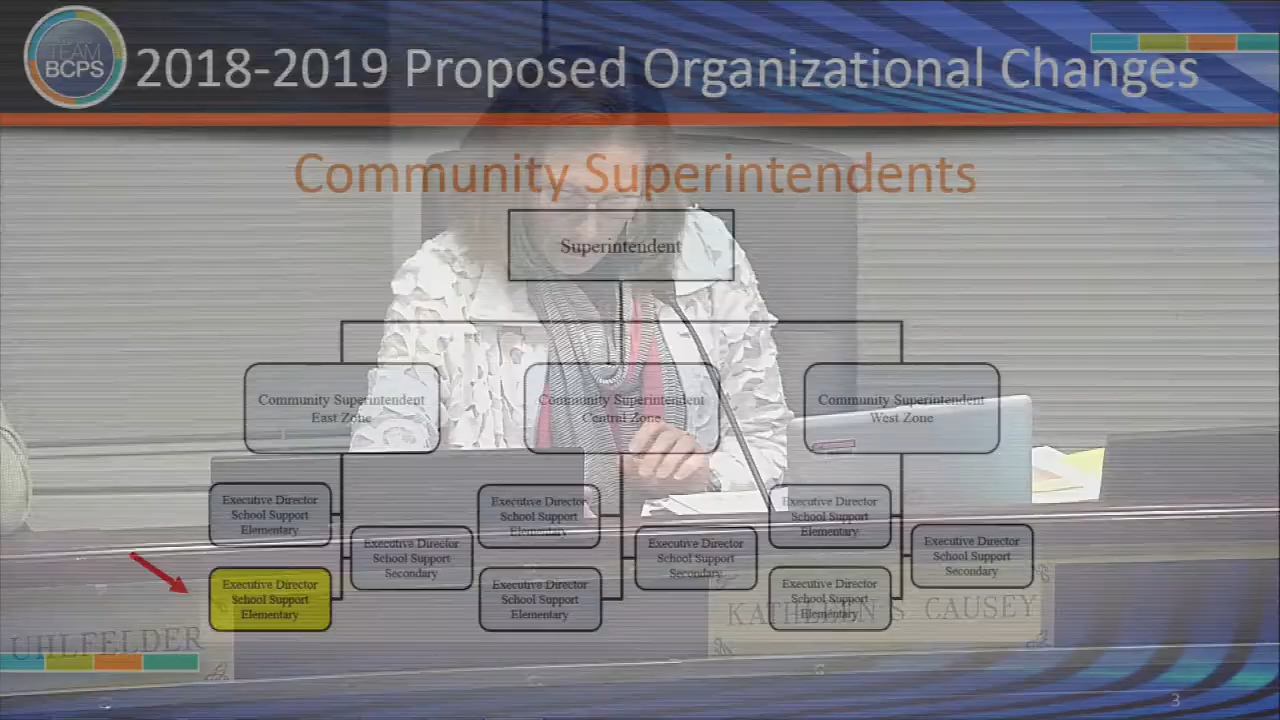 TEAM
BCPS
2018-2019 Proposed Organizational Changes
Community Superintendents
Superintendent
Community Superintendent
East Zone
Community Superintendent
Central Zone
Community Superintendent
West Zone
Executive Director
School Support
Elementary
Executive Director
School Support
Secondary
Executive Director
School Support
Elementary
Executive Director
School Support
Elementary
Executive Director
School Support
Secondary
Executive Director
School Support
Elementary
Executive Director
School Support
Elementary
Executive Director
School Support
Secondary
Executive Director
School Support
Elementary
UHLFELDER
KATHLEEN S. CAUSEY
3